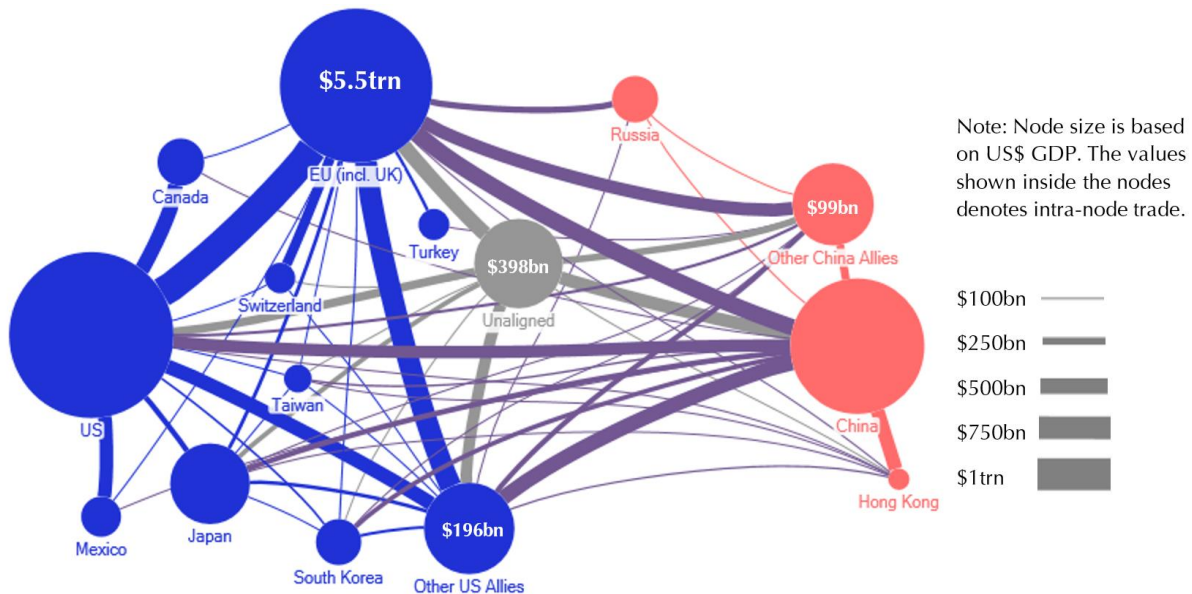 $5.5trn
Russia
EU (incl. UK)
Canada
Turkey
$99bn
Other China Allies
$398bn
Switzerland
Unaligned
Taiwan
US
China
Hong Kong
Japan
Mexico
South Korea
$196bn
Other US Allies
Note: Node size is based
on US$ GDP. The values
shown inside the nodes
denotes intra-node trade.
$100bn
$250bn
$500bn
$750bn
$1trn